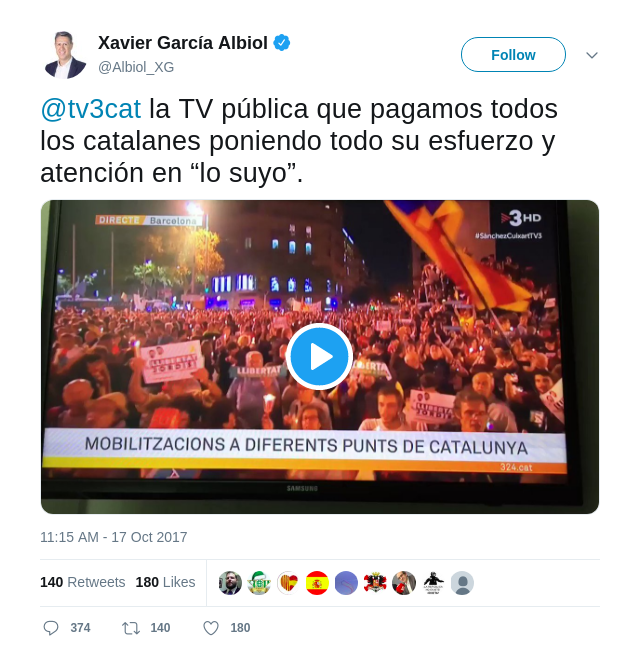 Xavier García Albiol
@Albiol_XG
Follow
@tv3cat la TV pública que pagamos todos
los catalanes poniendo todo su esfuerzo y
atención en “lo suyo”.
DIRECTE Barcelona
3HD
#SànchezCuixartTV3
LLIBERTAT
LLIBERTAT
MOBILITZACIONS A DIFERENTS PUNTS DE CATALUNYA
324.cat
SAMSUNG
11:15 AM - 17 Oct 2017
140 Retweets 180 Likes
374 140 180